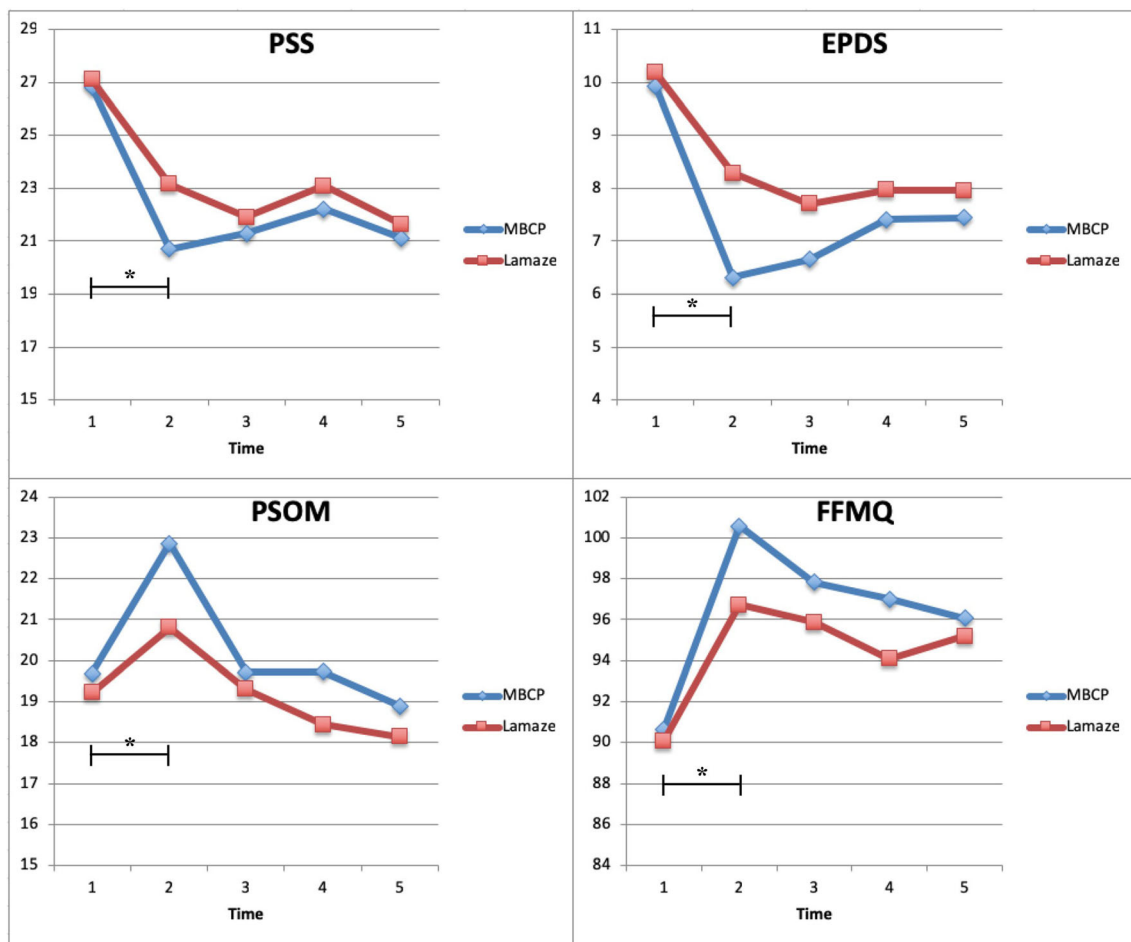 PSS
29
27
25
23
21
19
17
15
*
1 2 3 4 5
Time
MBCP
Lamaze
EPDS
11
10
9
8
7
6
5
4
*
1 2 3 4 5
Time
MBCP
Lamaze
PSOM
24
23
22
21
20
19
18
17
16
15
*
1 2 3 4 5
Time
MBCP
Lamaze
FFMQ
102
100
98
96
94
92
90
88
86
84
*
1 2 3 4 5
Time
MBCP
Lamaze